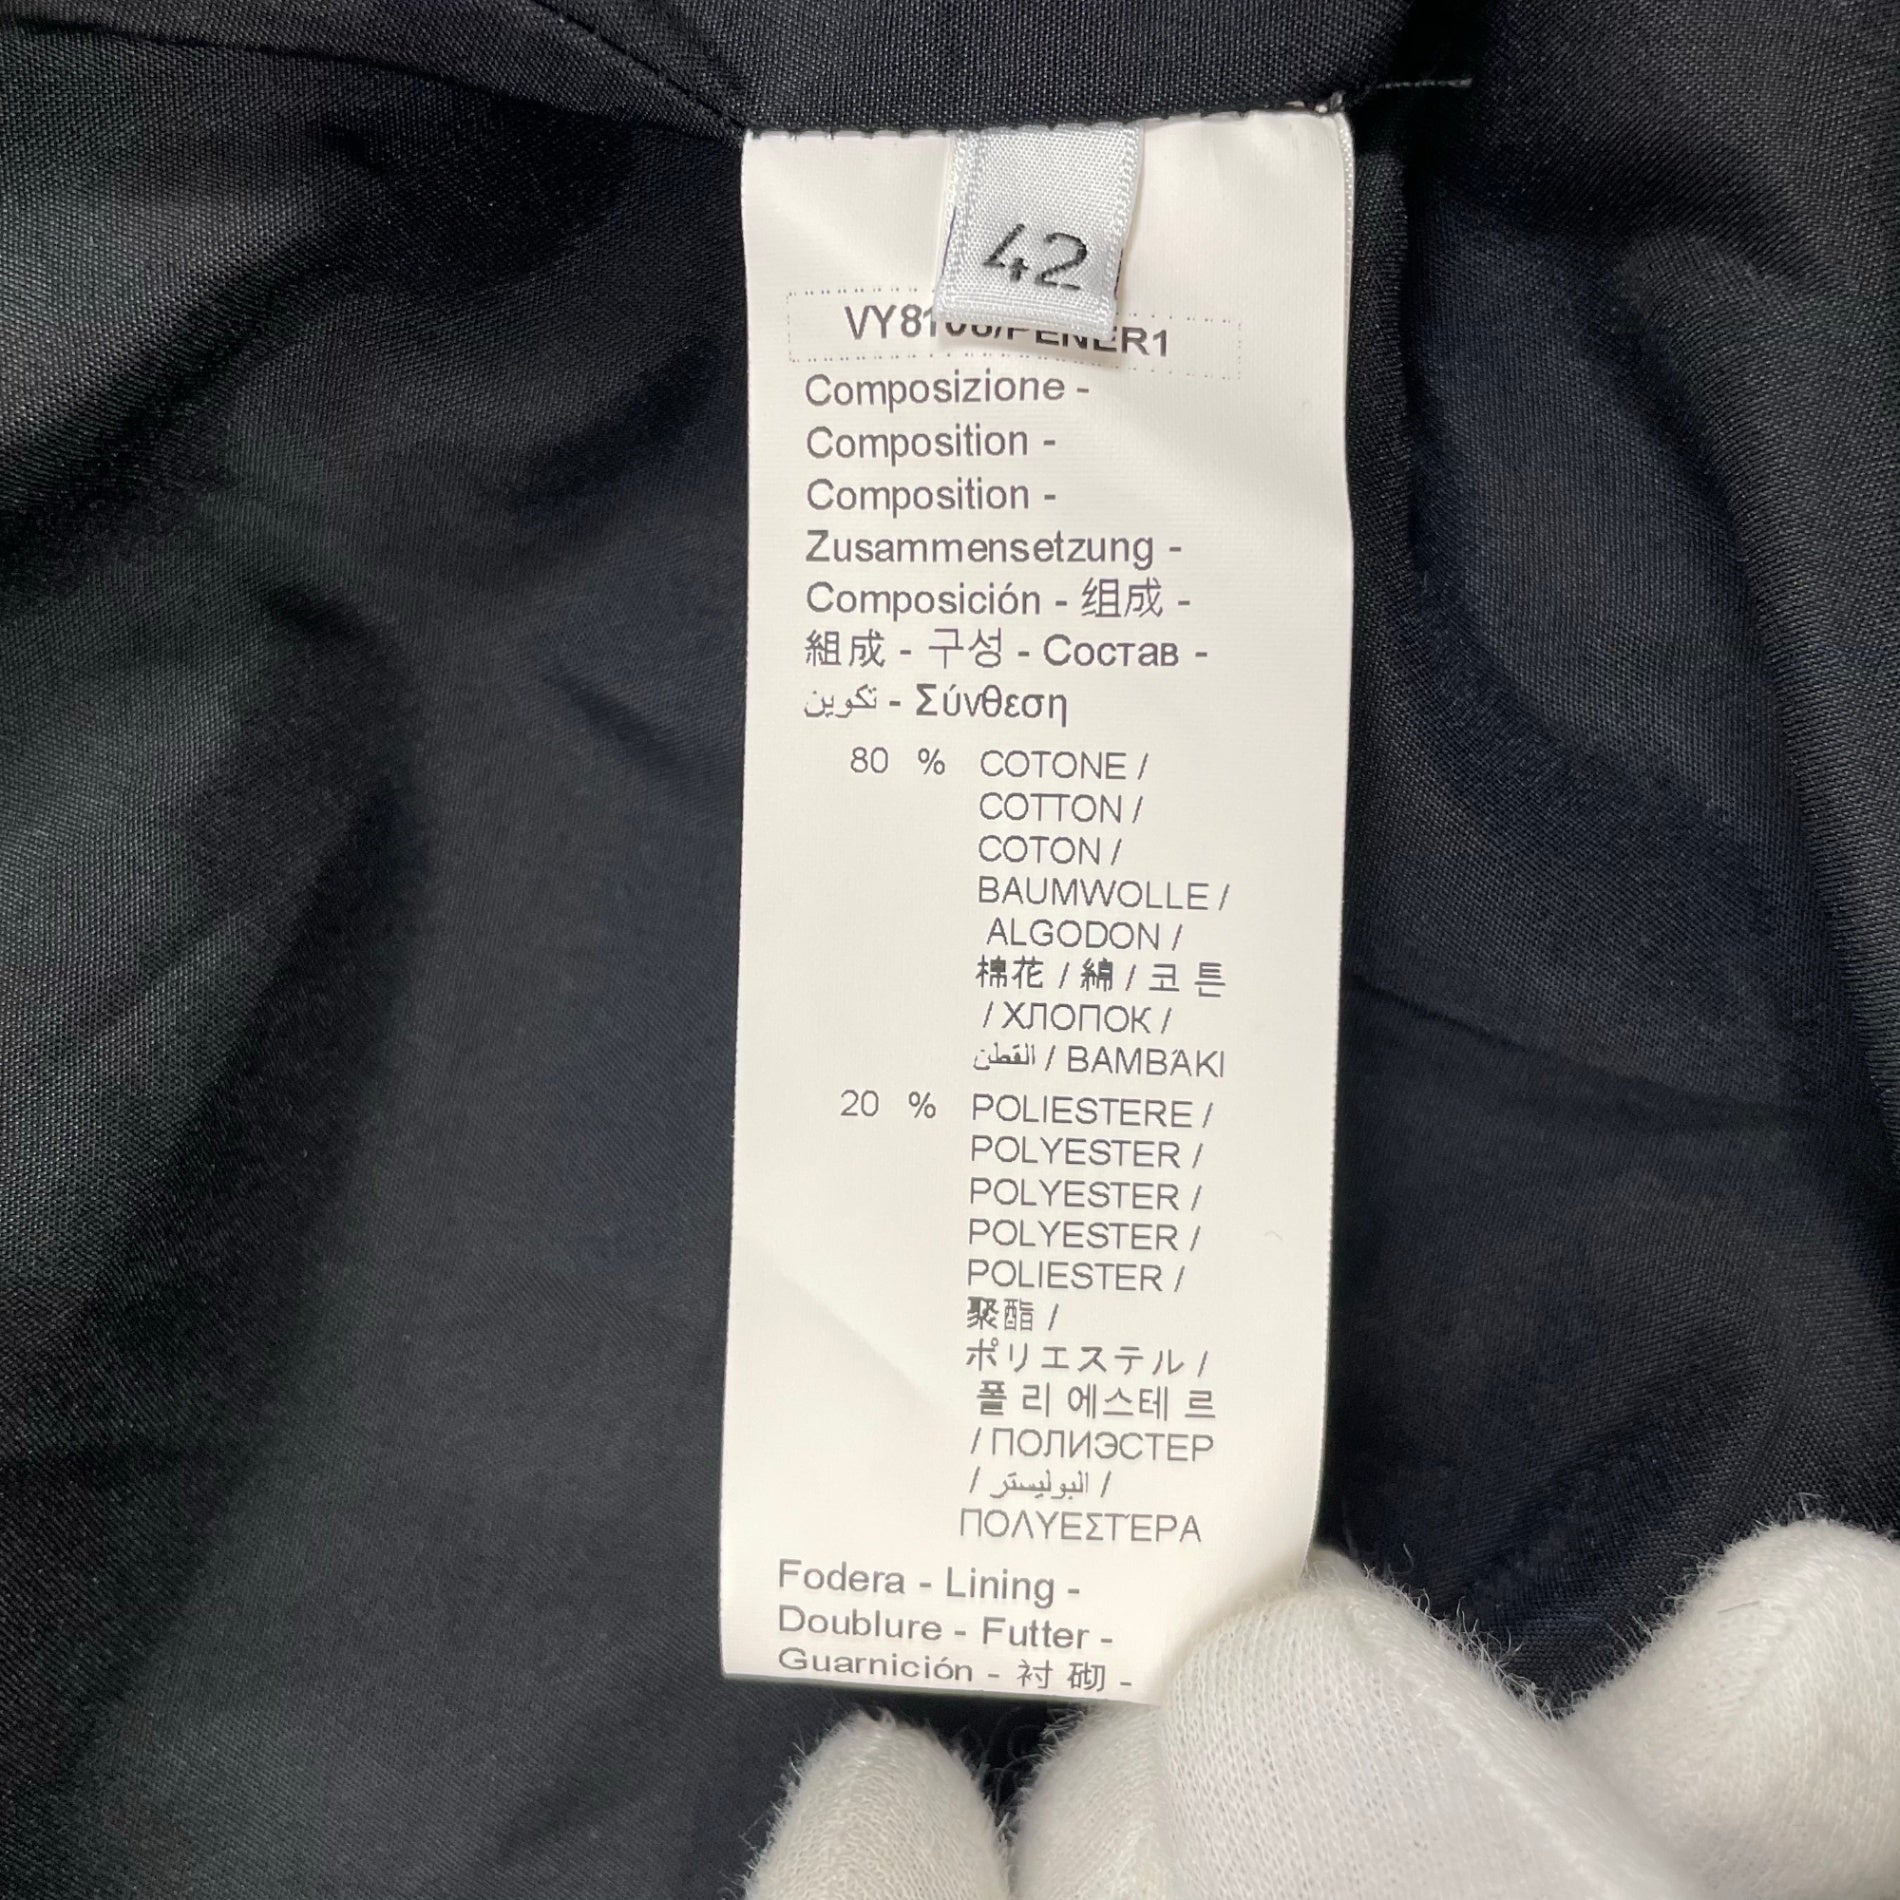 42
Composizione -
Composition -
Composition -
Zusammensetzung -
Composición - 组成 -
組成 - 구성 - Состав -
تكوين - Σύνθεση
80 % COTONE /
COTTON /
COTON /
BAUMWOLLE /
ALGODON /
棉花 / 綿 / 코 튼
/ ХЛОПОК /
القطن / ΒΑΜΒΆΚΙ
20 % POLIESTERE /
POLYESTER /
POLYESTER /
POLYESTER /
POLIESTER /
聚酯 /
ポリエステル /
폴 리 에스테 르
/ ПОЛИЭСТЕР
/ البوليستر /
ΠΟΛΥΕΣΤΈΡΑ
Fodera - Lining -
Doublure - Futter -
Guarnición - 衬 砌 -